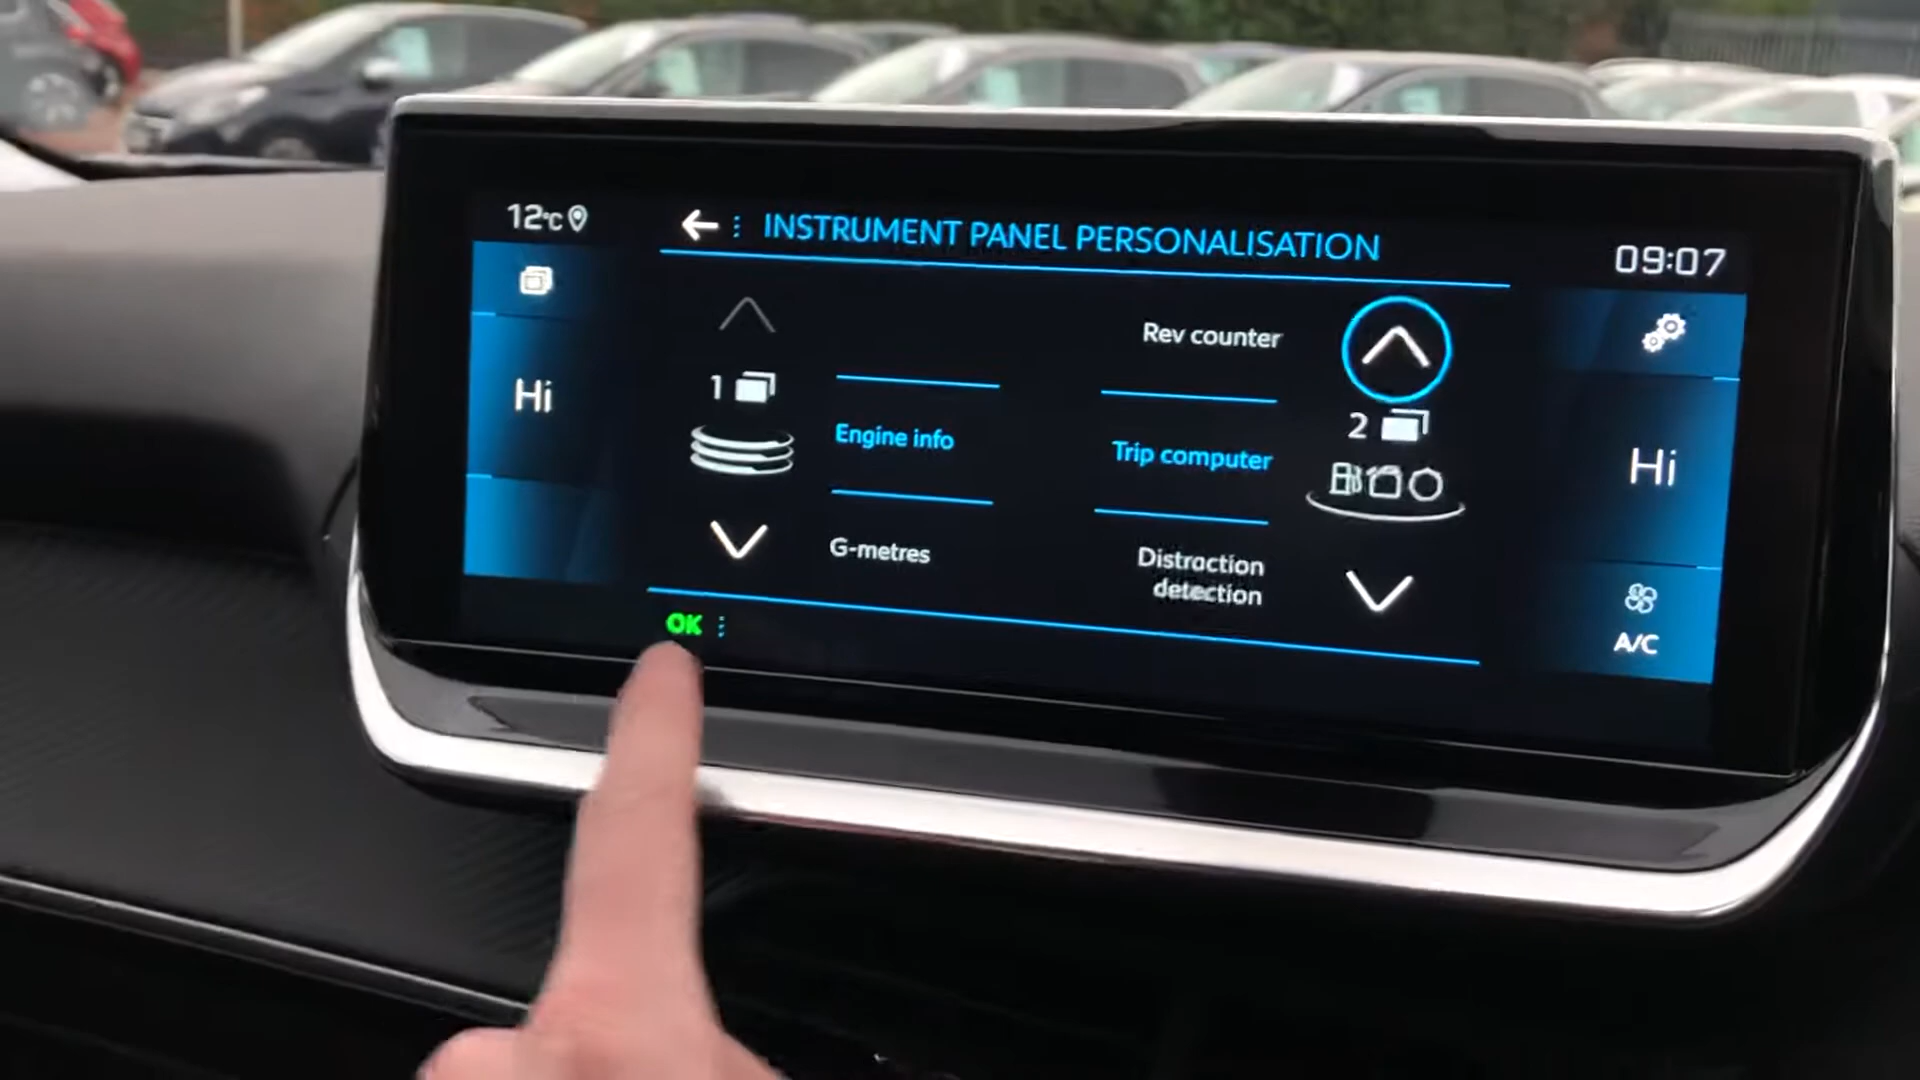 12°C
INSTRUMENT PANEL PERSONALISATION
09:07
Hi
1
Engine info
G-metres
Rev counter
Trip computer
Distraction
detection
2
Hi
A/C
OK